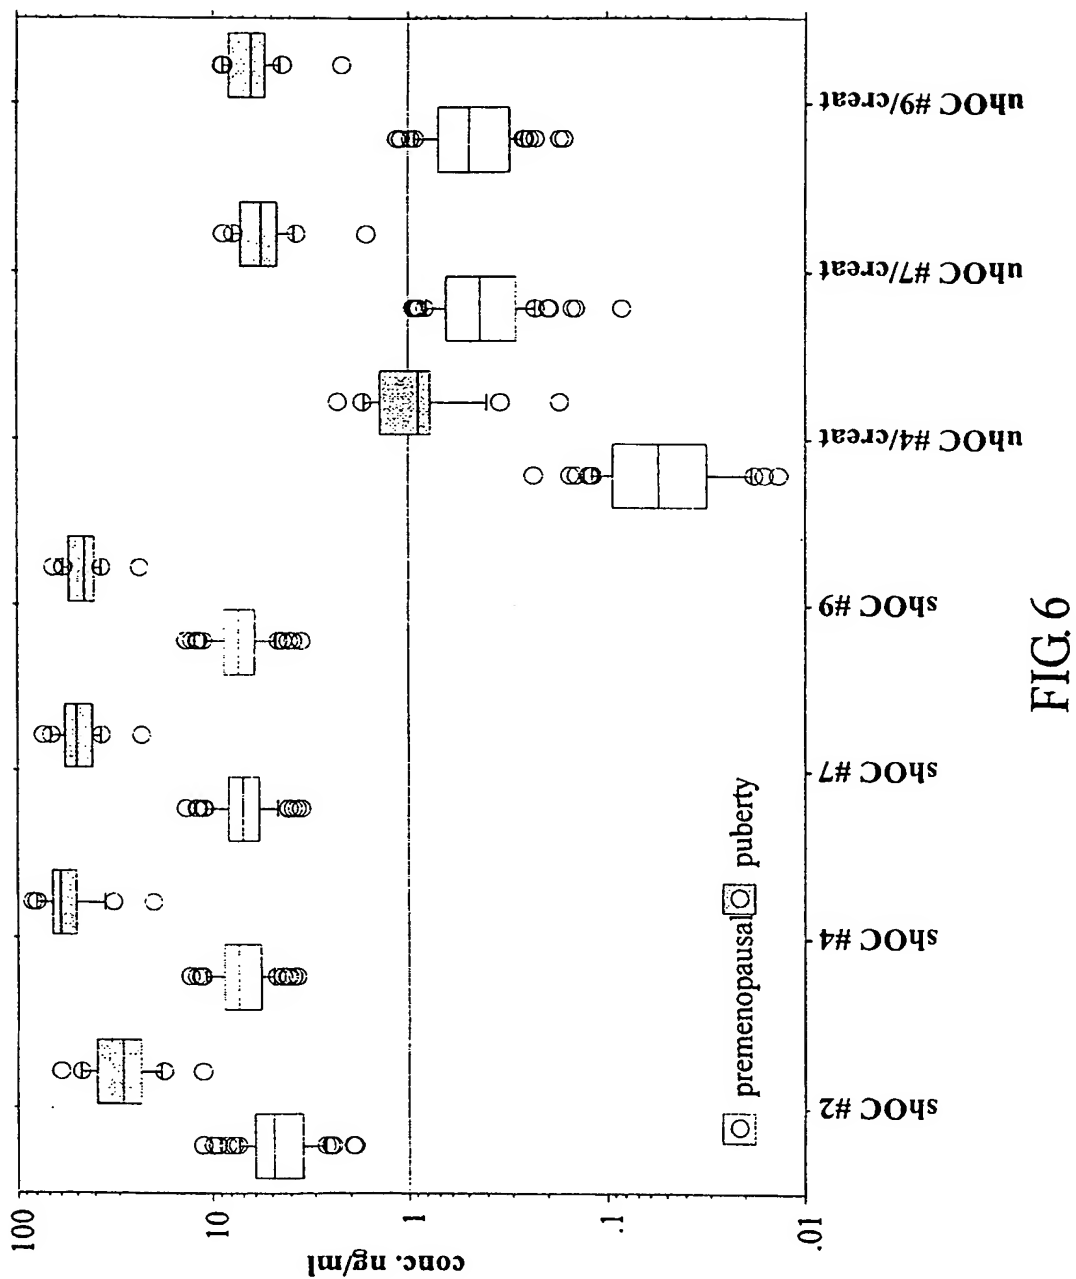 100
10
1
.1
.01
conc. ng/ml
premenopausal
puberty
shOC #2
shOC #4
shOC #7
shOC #9
uhOC #4/creat
uhOC #7/creat
uhOC #9/creat
FIG. 6